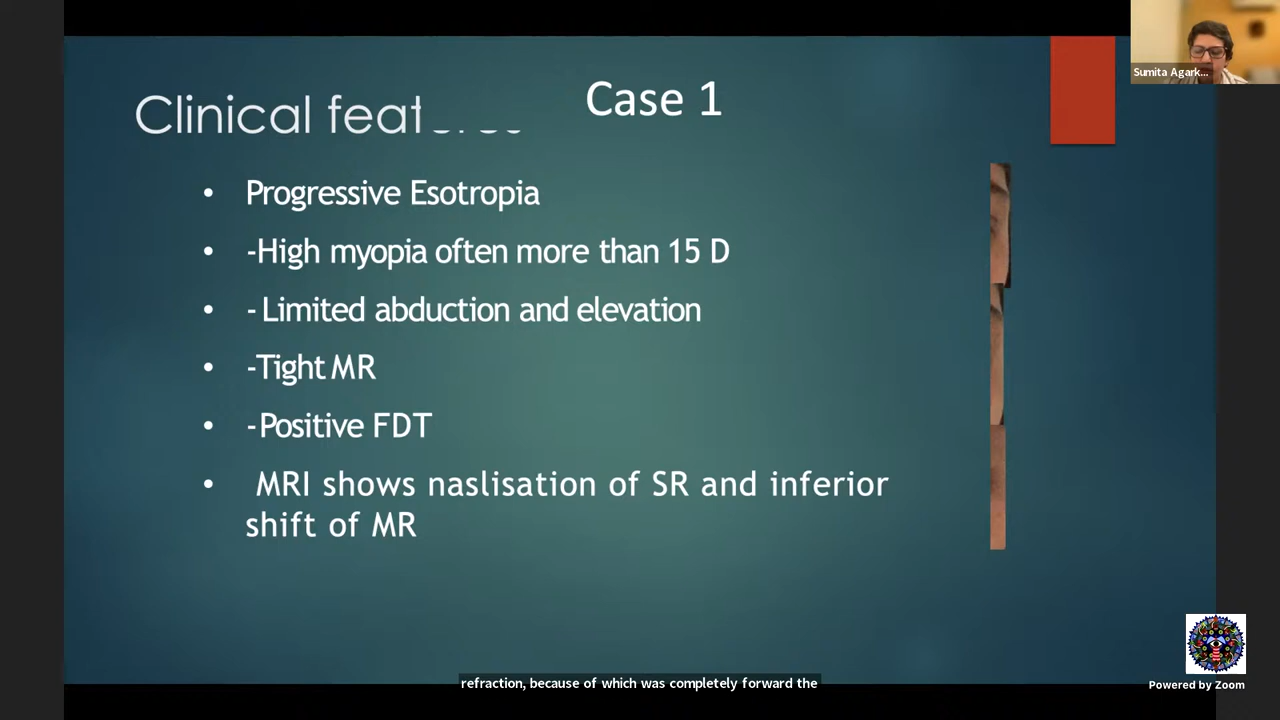 Sumita Agark...
Clinical features
Case 1
• Progressive Esotropia
• -High myopia often more than 15 D
• - Limited abduction and elevation
• -Tight MR
• -Positive FDT
• MRI shows naslisation of SR and inferior
shift of MR
refraction, because of which was completely forward the
Powered by Zoom